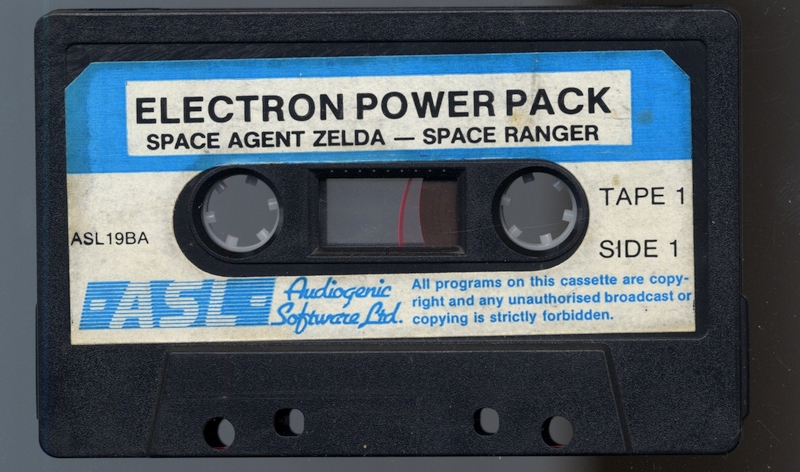 ELECTRON POWER PACK
SPACE AGENT ZELDA — SPACE RANGER
TAPE 1
ASL19BA
SIDE 1
ASL
Audiogenic
Software Ltd.
All programs on this cassette are copy-
right and any unauthorised broadcast or
copying is strictly forbidden.